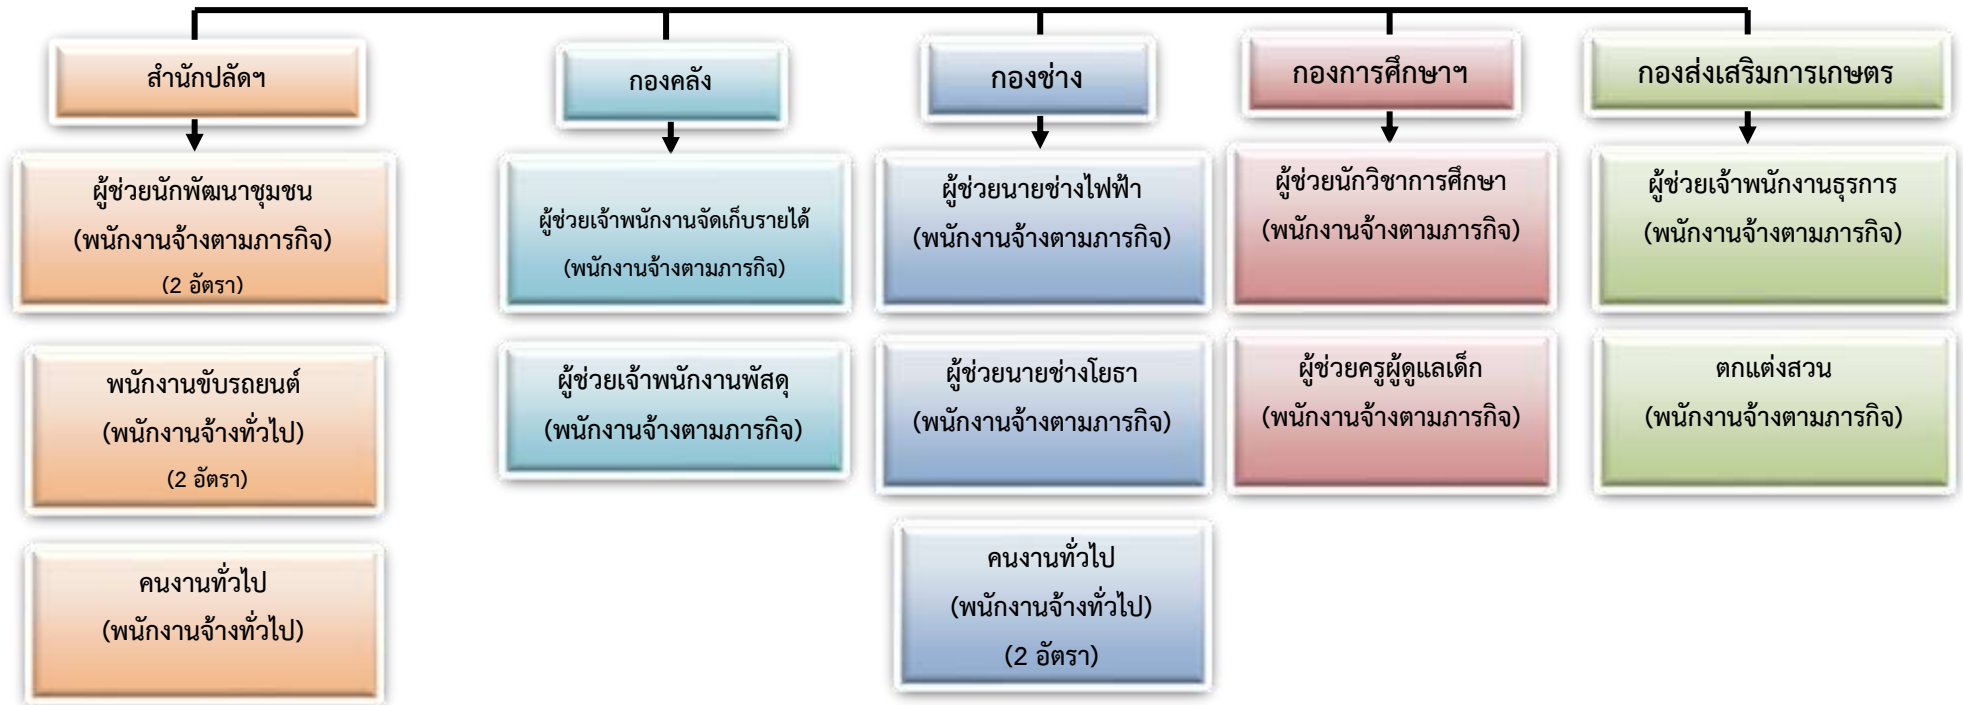 สำนักปลัดฯ
ผู้ช่วยนักพัฒนาชุมชน
(พนักงานจ้างตามภารกิจ)
(2 อัตรา)
พนักงานขับรถยนต์
(พนักงานจ้างทั่วไป)
(2 อัตรา)
คนงานทั่วไป
(พนักงานจ้างทั่วไป)
กองคลัง
ผู้ช่วยเจ้าพนักงานจัดเก็บรายได้
(พนักงานจ้างตามภารกิจ)
ผู้ช่วยเจ้าพนักงานพัสดุ
(พนักงานจ้างตามภารกิจ)
กองช่าง
ผู้ช่วยนายช่างไฟฟ้า
(พนักงานจ้างตามภารกิจ)
ผู้ช่วยนายช่างโยธา
(พนักงานจ้างตามภารกิจ)
คนงานทั่วไป
(พนักงานจ้างทั่วไป)
(2 อัตรา)
กองการศึกษาฯ
ผู้ช่วยนักวิชาการศึกษา
(พนักงานจ้างตามภารกิจ)
ผู้ช่วยครูผู้ดูแลเด็ก
(พนักงานจ้างตามภารกิจ)
กองส่งเสริมการเกษตร
ผู้ช่วยเจ้าพนักงานธุรการ
(พนักงานจ้างตามภารกิจ)
ตกแต่งสวน
(พนักงานจ้างตามภารกิจ)